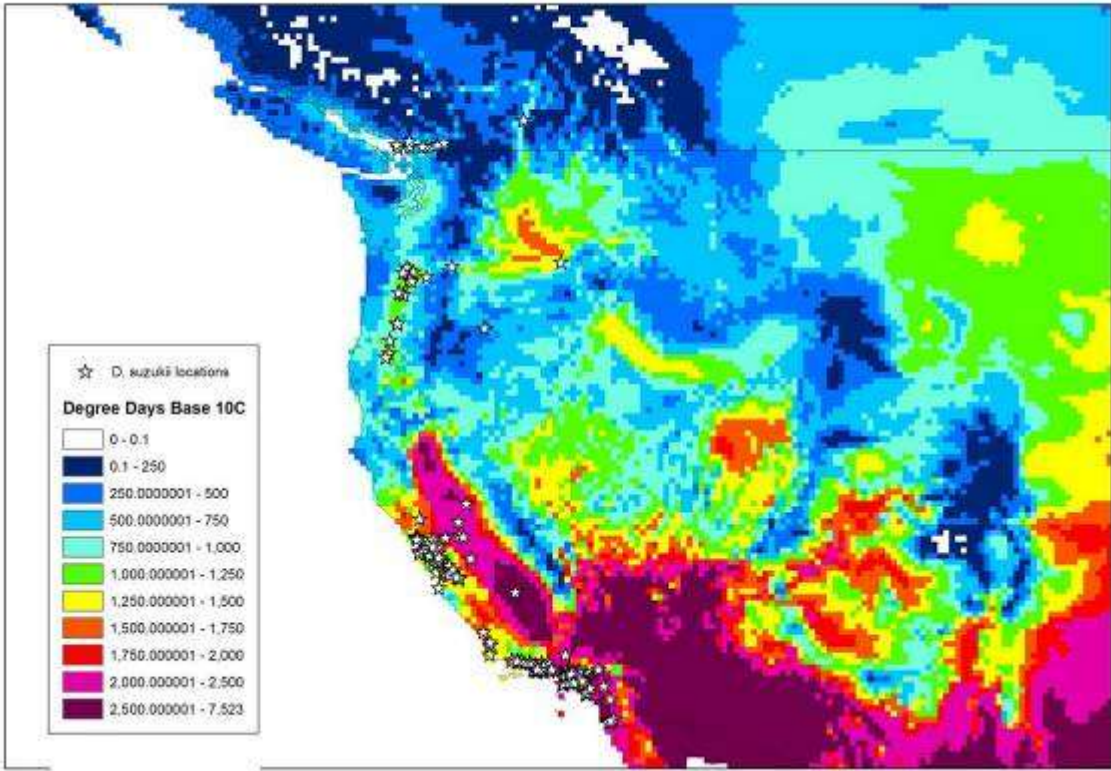 D. suzukii locations
Degree Days Base 10C
0 - 0.1
0.1 - 250
250.0000001 - 500
500.0000001 - 750
750.0000001 - 1,000
1,000.000001 - 1,250
1,250.000001 - 1,500
1,500.000001 - 1,750
1,750.000001 - 2,000
2,000.000001 - 2,500
2,500.000001 - 7,523